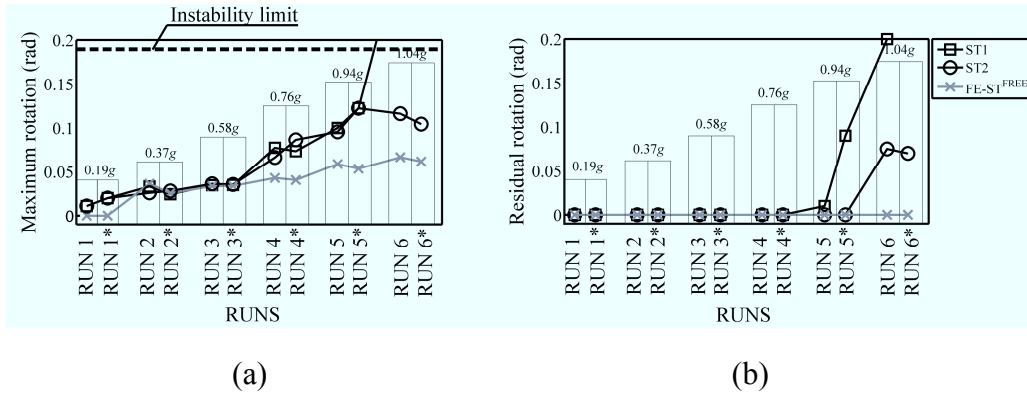 Instability limit
Maximum rotation (rad)
0.2
0.15
0.1
0.05
0
0.19g
0.37g
0.58g
0.76g
0.94g
1.04g
RUN 1
RUN 1*
RUN 2
RUN 2*
RUN 3
RUN 3*
RUN 4
RUN 4*
RUN 5
RUN 5*
RUN 6
RUN 6*
RUNS
(a)
Residual rotation (rad)
0.2
0.15
0.1
0.05
0
0.19g
0.37g
0.58g
0.76g
0.94g
1.04g
RUN 1
RUN 1*
RUN 2
RUN 2*
RUN 3
RUN 3*
RUN 4
RUN 4*
RUN 5
RUN 5*
RUN 6
RUN 6*
RUNS
ST1
ST2
FE-ST^FREE
(b)